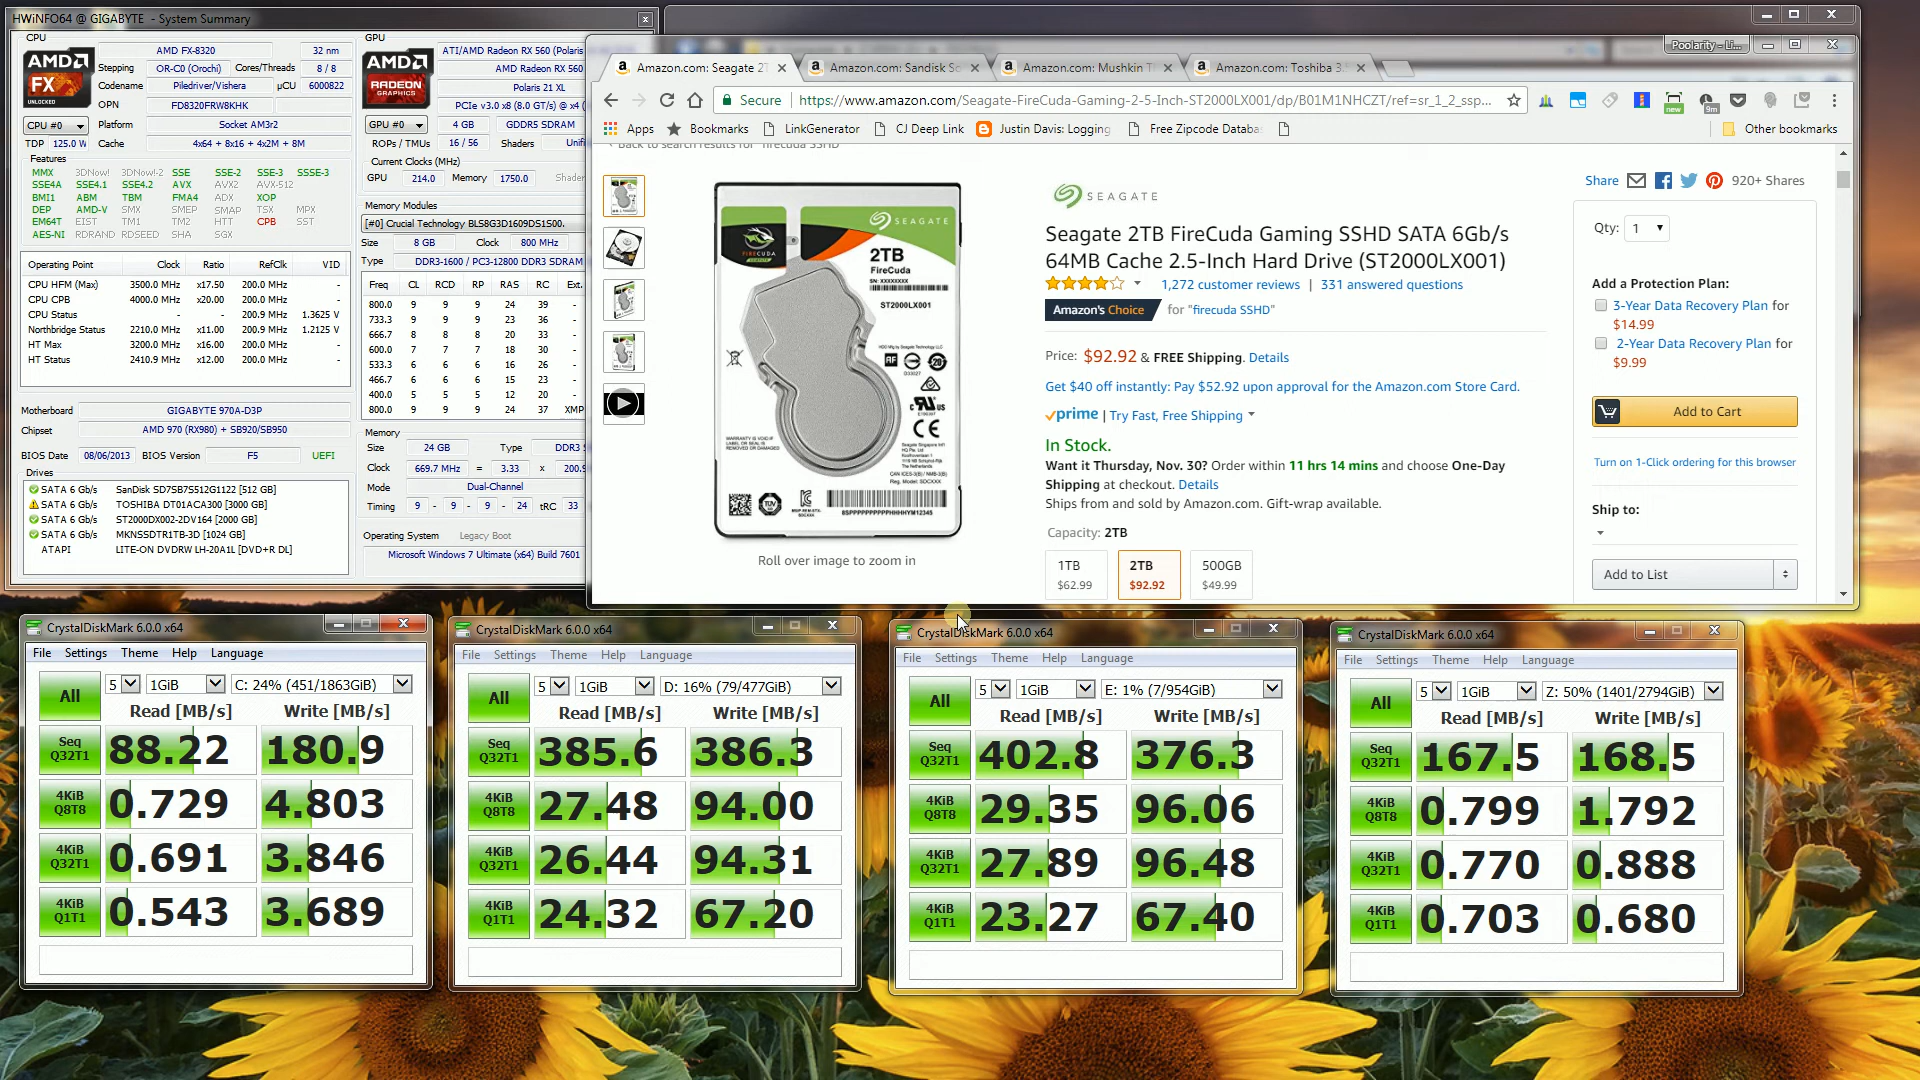 HWiNFO64 @ GIGABYTE - System Summary
CPU
AMD FX-8320
32 nm
Stepping
OR-C0 (Orochi)
Cores/Threads
8 / 8
Codename
Piledriver/Vishera
µCU
6000822
OPN
FD8320FRW8KHK
CPU #0
Platform
Socket AM3r2
TDP
125.0 W
Cache
4x64 + 8x16 + 4x2M + 8M
AMD
FX
UNLOCKED
Features
MMX 3DNow! 3DNow!-2 SSE SSE-2 SSE-3 SSSE-3
SSE4A SSE4.1 SSE4.2 AVX AVX2 AVX-512
BMI1 ABM TBM FMA4 ADX XOP
DEP AMD-V SMX SMEP SMAP TSX MPX
EM64T EIST TM1 TM2 HTT CPB SST
AES-NI RDRAND RDSEED SHA SGX
Operating Point Clock Ratio RefClk VID
CPU HFM (Max) 3500.0 MHz x17.50 200.0 MHz -
CPU CPB 4000.0 MHz x20.00 200.0 MHz -
CPU Status - - 200.9 MHz 1.3625 V
Northbridge Status 2210.0 MHz x11.00 200.9 MHz 1.2125 V
HT Max 3200.0 MHz x16.00 200.0 MHz -
HT Status 2410.9 MHz x12.00 200.0 MHz -
Motherboard GIGABYTE 970A-D3P
Chipset AMD 970 (RX980) + SB920/SB950
BIOS Date 08/06/2013 BIOS Version F5 UEFI
Drives
SATA 6 Gb/s SanDisk SD7SB7S512G1122 [512 GB]
SATA 6 Gb/s TOSHIBA DT01ACA300 [3000 GB]
SATA 6 Gb/s ST2000DX002-2DV164 [2000 GB]
SATA 6 Gb/s MKNSSDTR1TB-3D [1024 GB]
ATAPI LITE-ON DVDRW LH-20A1L [DVD+R DL]
GPU
AMD
RADEON
GRAPHICS
ATI/AMD Radeon RX 560 (Polaris
AMD Radeon RX 560
Polaris 21 XL
PCIe v3.0 x8 (8.0 GT/s) @ x4 (
GPU #0 4 GB GDDR5 SDRAM
ROPs / TMUs 16 / 56 Shaders Unifi
Current Clocks (MHz)
GPU 214.0 Memory 1750.0 Shader
Memory Modules
[#0] Crucial Technology BLS8G3D1609DS1S00.
Size 8 GB Clock 800 MHz
Type DDR3-1600 / PC3-12800 DDR3 SDRAM
Freq CL RCD RP RAS RC Ext.
800.0 9 9 9 24 39 -
733.3 9 9 9 23 36 -
666.7 8 8 8 20 33 -
600.0 7 7 7 18 30 -
533.3 6 6 6 16 26 -
466.7 6 6 6 15 23 -
400.0 5 5 5 12 20 -
800.0 9 9 9 24 37 XMP
Memory
Size 24 GB Type DDR3 S
Clock 669.7 MHz = 3.33 x 200.9
Mode Dual-Channel
Timing 9 - 9 - 9 - 24 tRC 33
Operating System Legacy Boot
Microsoft Windows 7 Ultimate (x64) Build 7601
Poolarity - Li...
Amazon.com: Seagate 2T
Amazon.com: Sandisk So
Amazon.com: Mushkin T
Amazon.com: Toshiba 3.5
Secure
https://www.amazon.com/Seagate-FireCuda-Gaming-2-5-Inch-ST2000LX001/dp/B01M1NHCZT/ref=sr_1_2_ssp...
new
9m
Apps Bookmarks LinkGenerator CJ Deep Link Justin Davis: Logging Free Zipcode Databa Other bookmarks
Back to search results for "firecuda SSHD"
SEAGATE
FIRECUDA
2TB
FireCuda
SN: XXXXXXXX
ST2000LX001
Roll over image to zoom in
SEAGATE
Seagate 2TB FireCuda Gaming SSHD SATA 6Gb/s
64MB Cache 2.5-Inch Hard Drive (ST2000LX001)
1,272 customer reviews | 331 answered questions
Amazon's Choice for "firecuda SSHD"
Price: $92.92 & FREE Shipping. Details
Get $40 off instantly: Pay $52.92 upon approval for the Amazon.com Store Card.
prime | Try Fast, Free Shipping
In Stock.
Want it Thursday, Nov. 30? Order within 11 hrs 14 mins and choose One-Day
Shipping at checkout. Details
Ships from and sold by Amazon.com. Gift-wrap available.
Capacity: 2TB
1TB
$62.99
2TB
$92.92
500GB
$49.99
Share 920+ Shares
Qty: 1
Add a Protection Plan:
3-Year Data Recovery Plan for
$14.99
2-Year Data Recovery Plan for
$9.99
Add to Cart
Turn on 1-Click ordering for this browser
Ship to:
Add to List
CrystalDiskMark 6.0.0 x64
File Settings Theme Help Language
All 5 1GiB C: 24% (451/1863GiB)
Read [MB/s] Write [MB/s]
Seq
Q32T1 88.22 180.9
4KiB
Q8T8 0.729 4.803
4KiB
Q32T1 0.691 3.846
4KiB
Q1T1 0.543 3.689
CrystalDiskMark 6.0.0 x64
File Settings Theme Help Language
All 5 1GiB D: 16% (79/477GiB)
Read [MB/s] Write [MB/s]
Seq
Q32T1 385.6 386.3
4KiB
Q8T8 27.48 94.00
4KiB
Q32T1 26.44 94.31
4KiB
Q1T1 24.32 67.20
CrystalDiskMark 6.0.0 x64
File Settings Theme Help Language
All 5 1GiB E: 1% (7/954GiB)
Read [MB/s] Write [MB/s]
Seq
Q32T1 402.8 376.3
4KiB
Q8T8 29.35 96.06
4KiB
Q32T1 27.89 96.48
4KiB
Q1T1 23.27 67.40
CrystalDiskMark 6.0.0 x64
File Settings Theme Help Language
All 5 1GiB Z: 50% (1401/2794GiB)
Read [MB/s] Write [MB/s]
Seq
Q32T1 167.5 168.5
4KiB
Q8T8 0.799 1.792
4KiB
Q32T1 0.770 0.888
4KiB
Q1T1 0.703 0.680